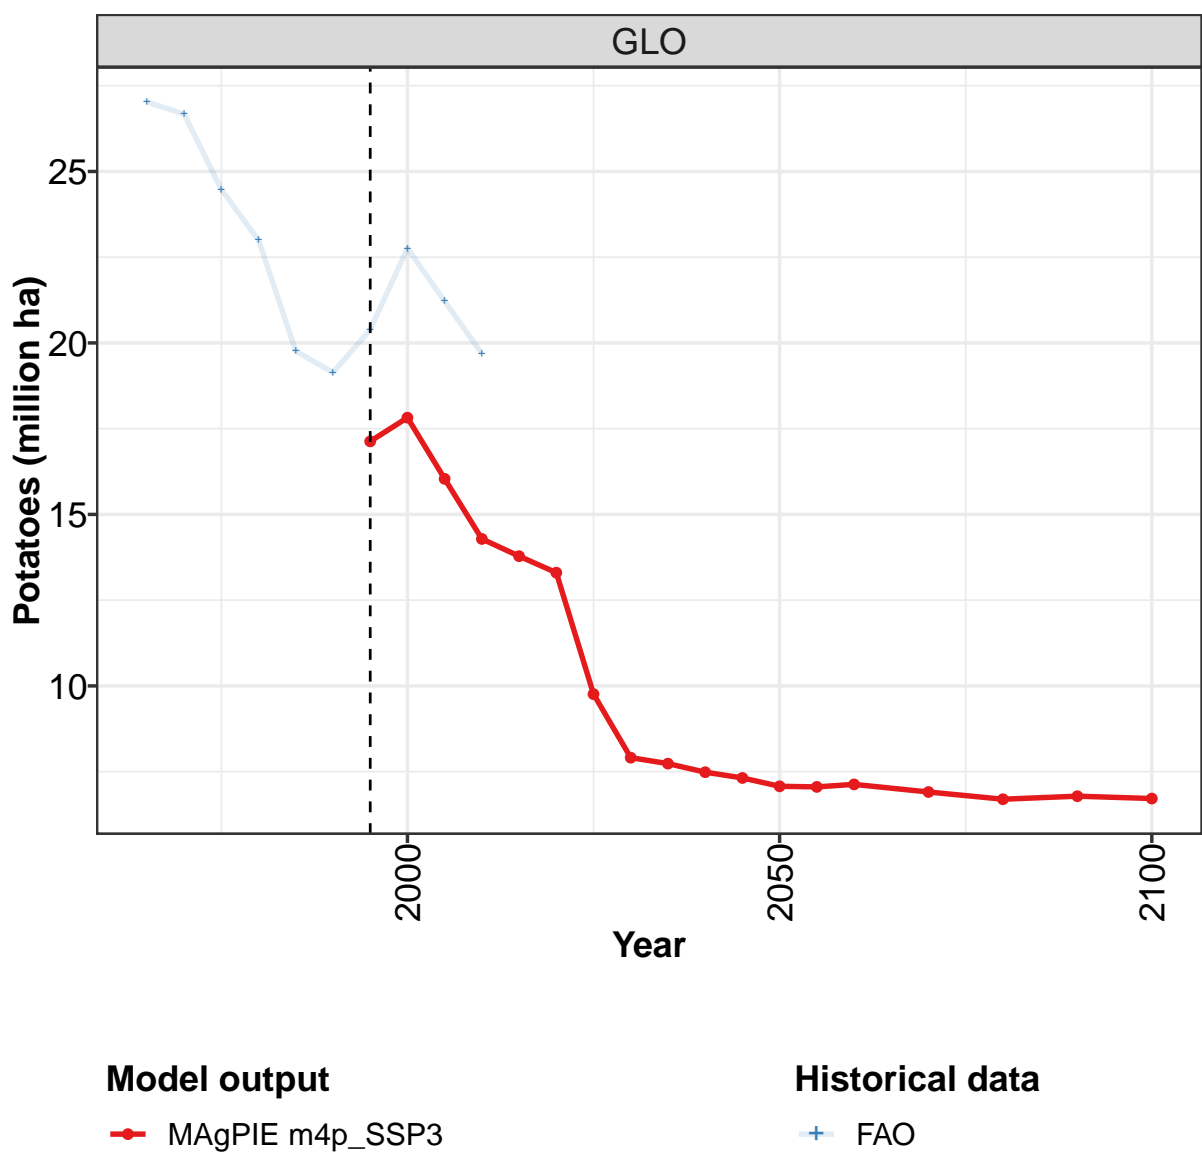 GLO
25
20
15
10
Potatoes (million ha)
2000
2050
2100
Year
Model output
MAgPIE m4p_SSP3
Historical data
FAO